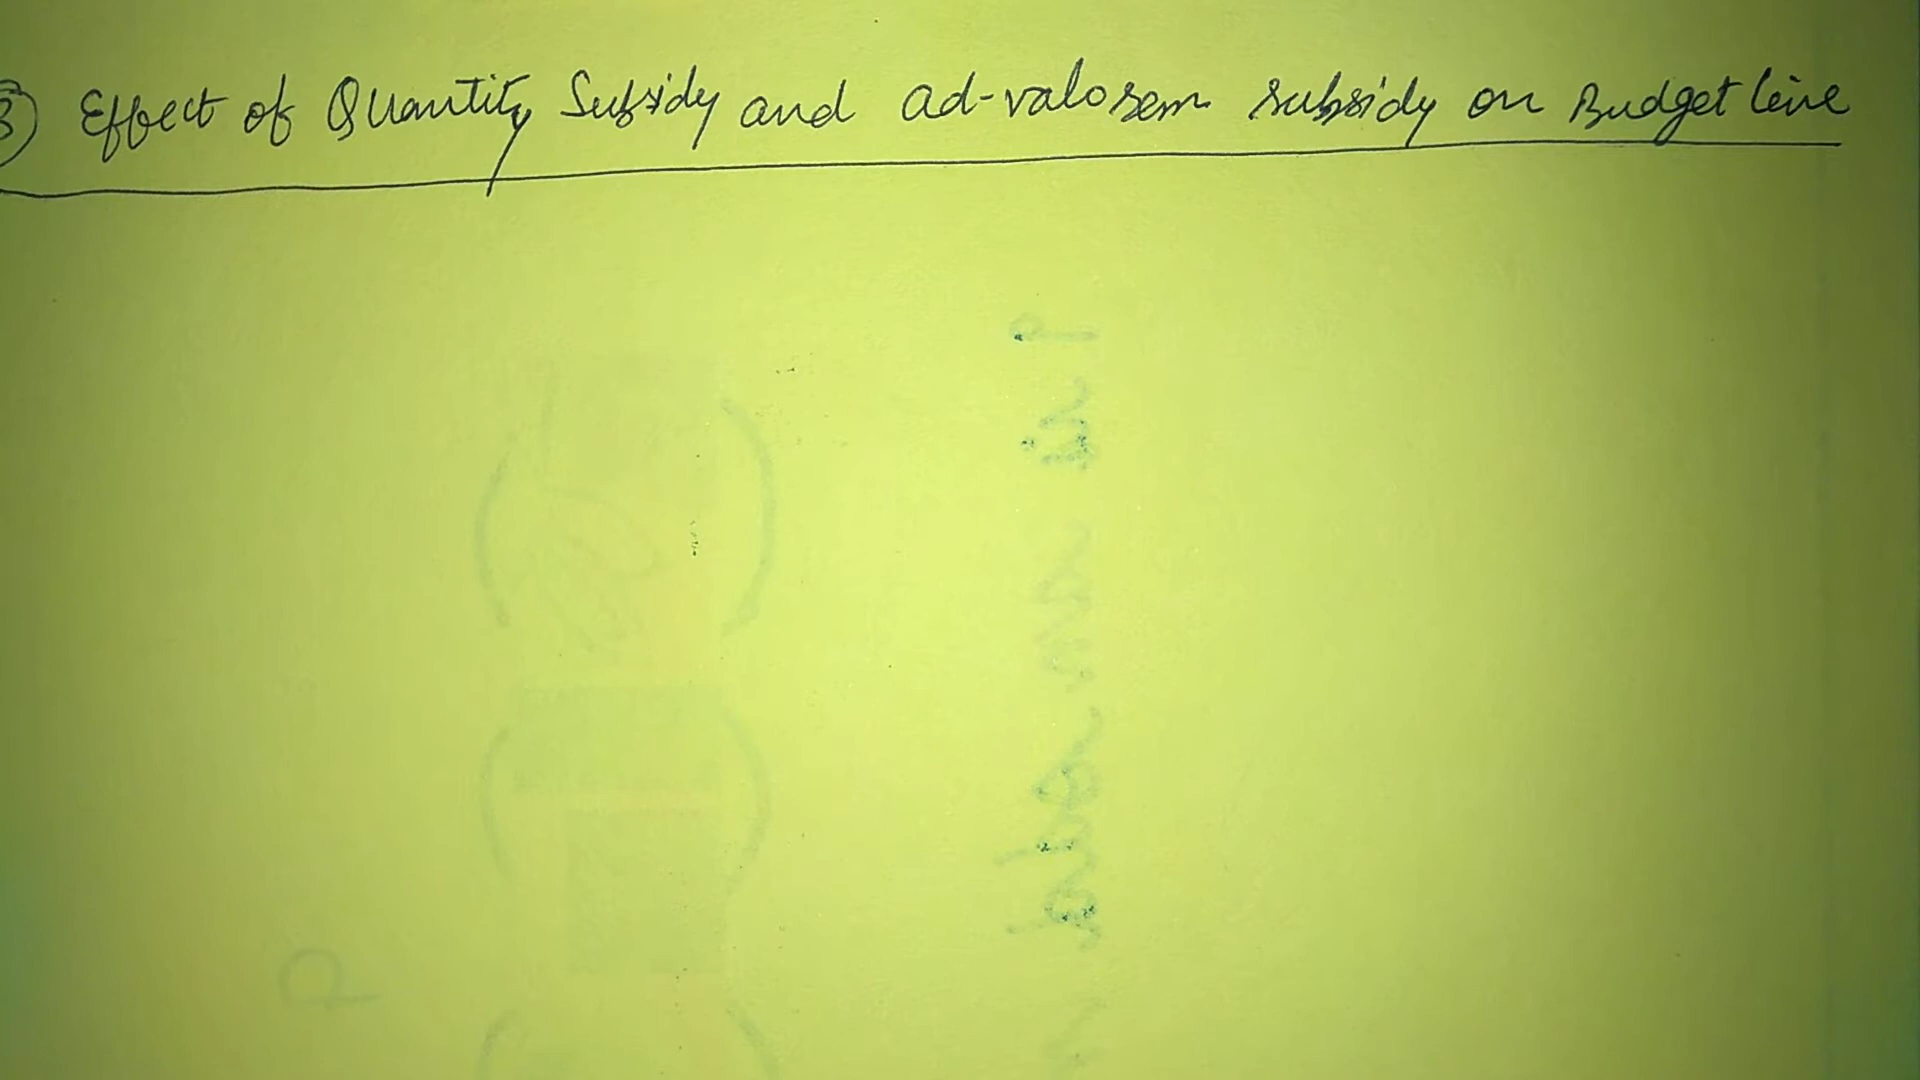 3) Effect of Quantity Subsidy and ad-valorem subsidy on Budget line